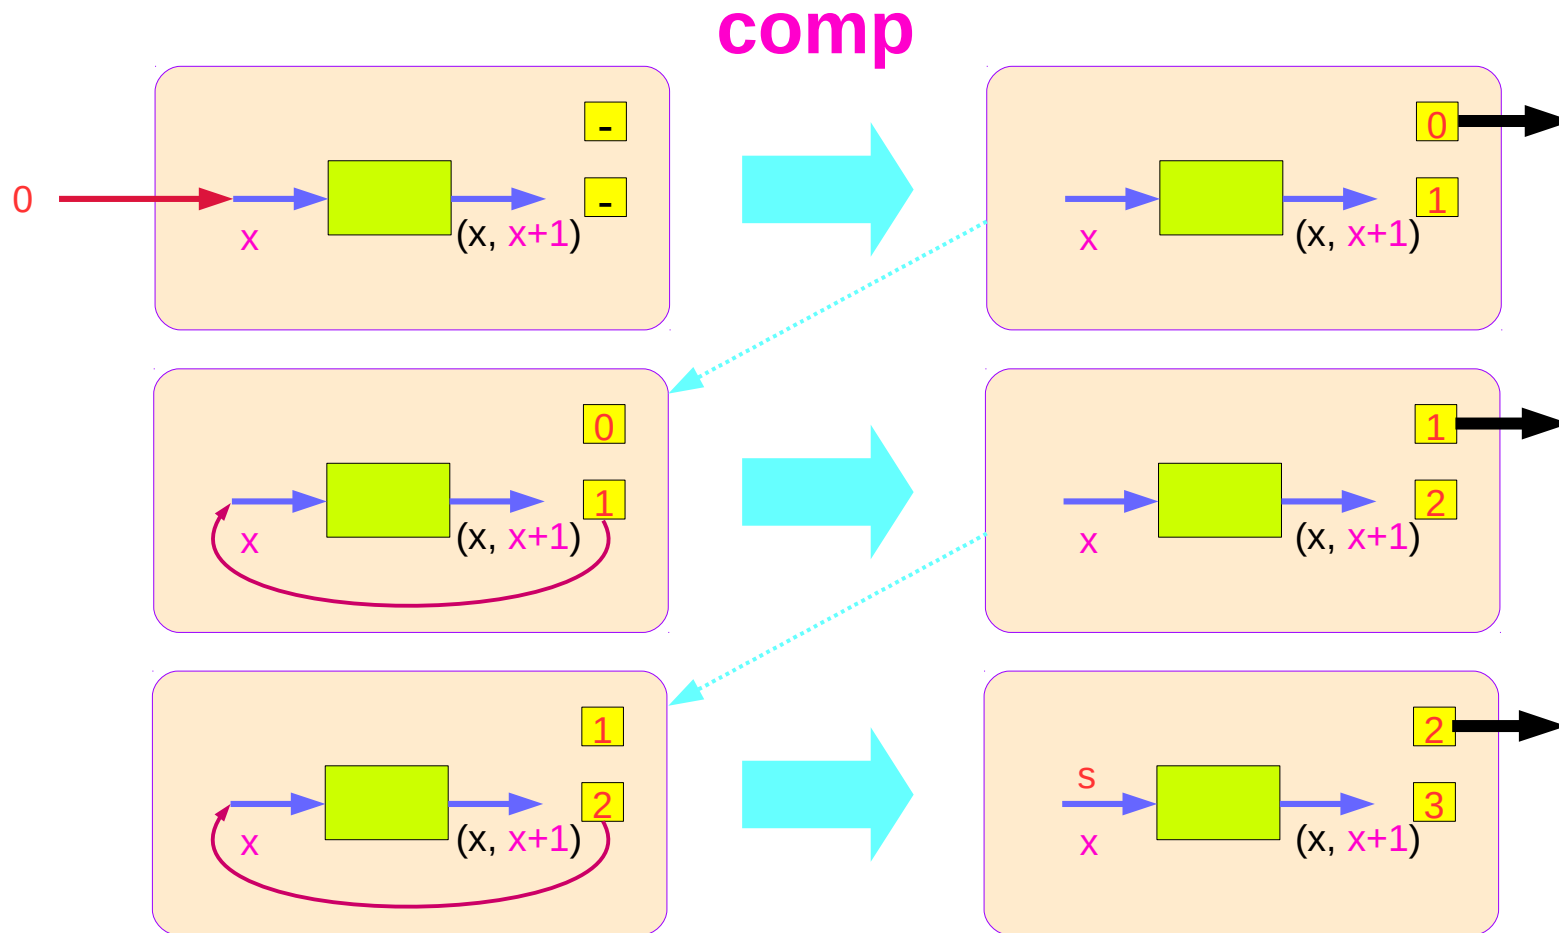 comp
-
0
0
-
1
x
(x, x+1)
x
(x, x+1)
0
1
1
2
x
(x, x+1)
x
(x, x+1)
1
2
s
2
3
x
(x, x+1)
x
(x, x+1)